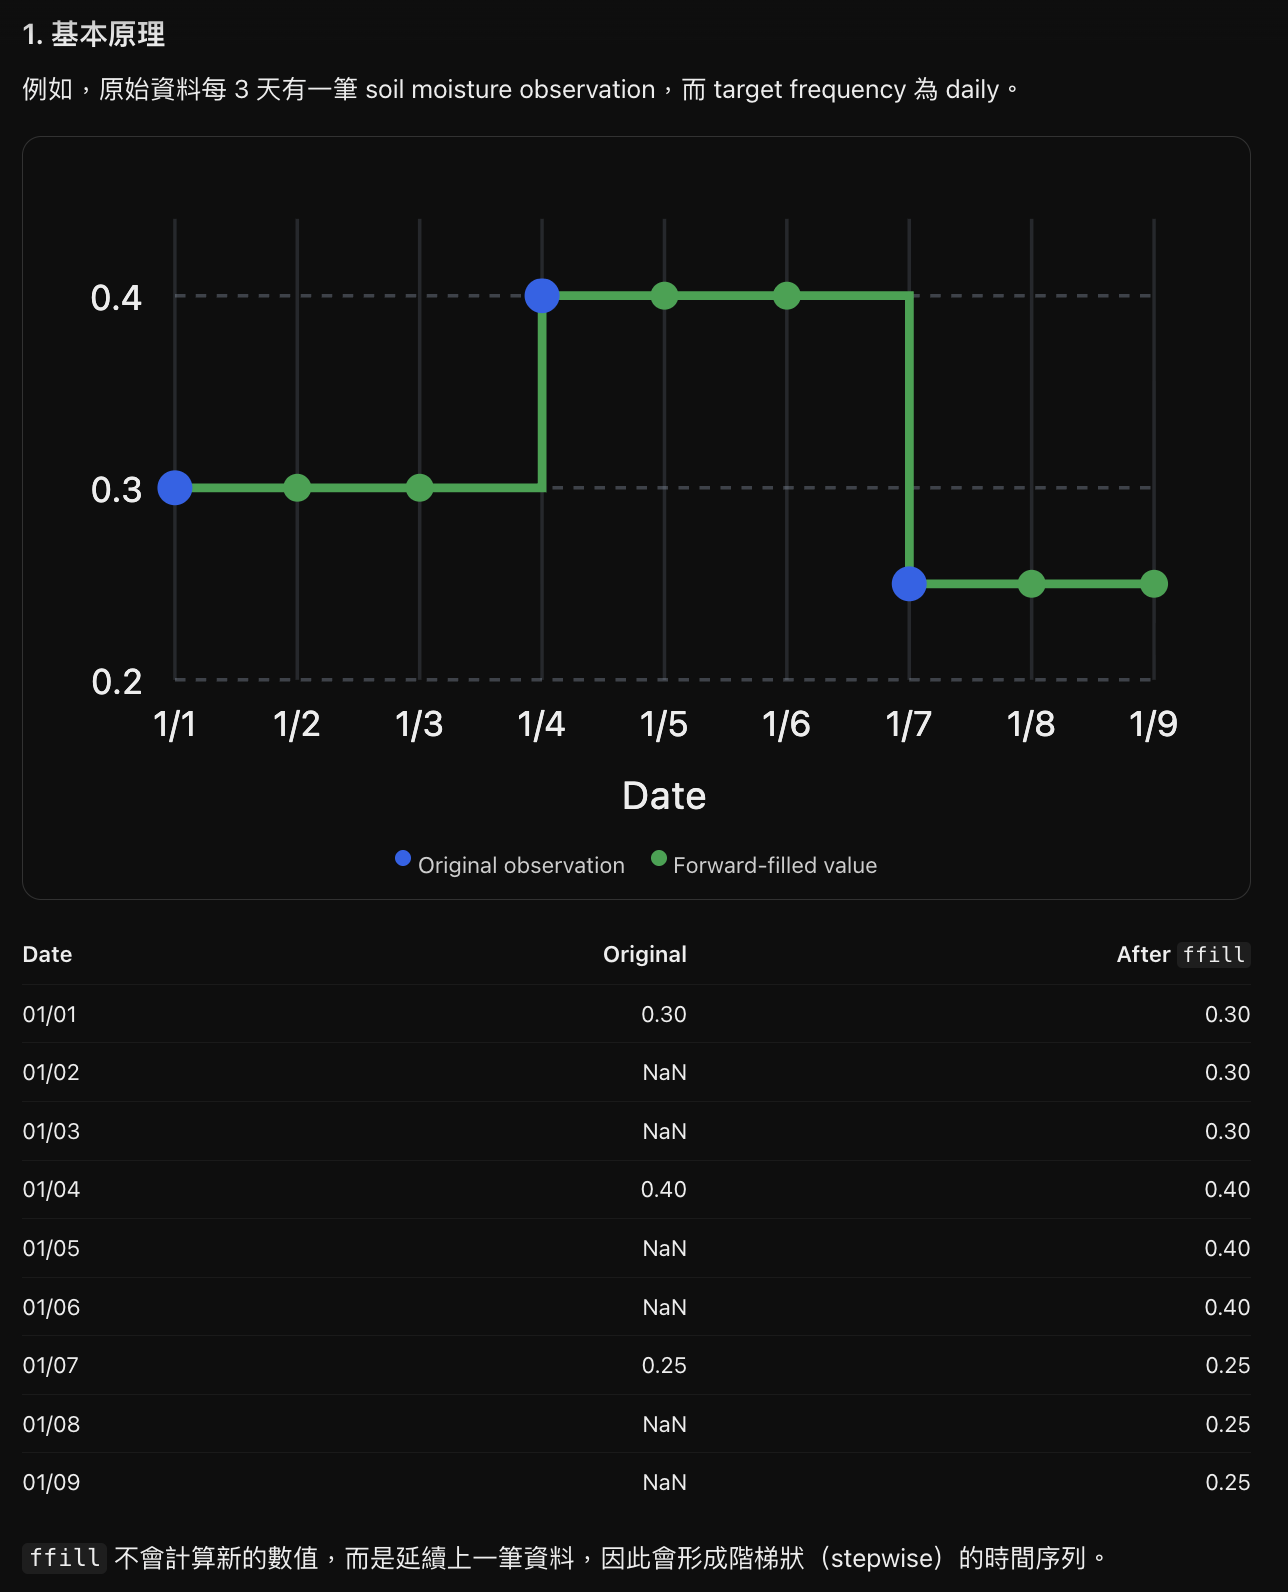 1. 基本原理
例如，原始資料每 3 天有一筆 soil moisture observation，而 target frequency 為 daily。
0.4
0.3
0.2
1/1 1/2 1/3 1/4 1/5 1/6 1/7 1/8 1/9
Date
Original observation Forward-filled value
Date Original After ffill
01/01 0.30 0.30
01/02 NaN 0.30
01/03 NaN 0.30
01/04 0.40 0.40
01/05 NaN 0.40
01/06 NaN 0.40
01/07 0.25 0.25
01/08 NaN 0.25
01/09 NaN 0.25
ffill 不會計算新的數值，而是延續上一筆資料，因此會形成階梯狀（stepwise）的時間序列。